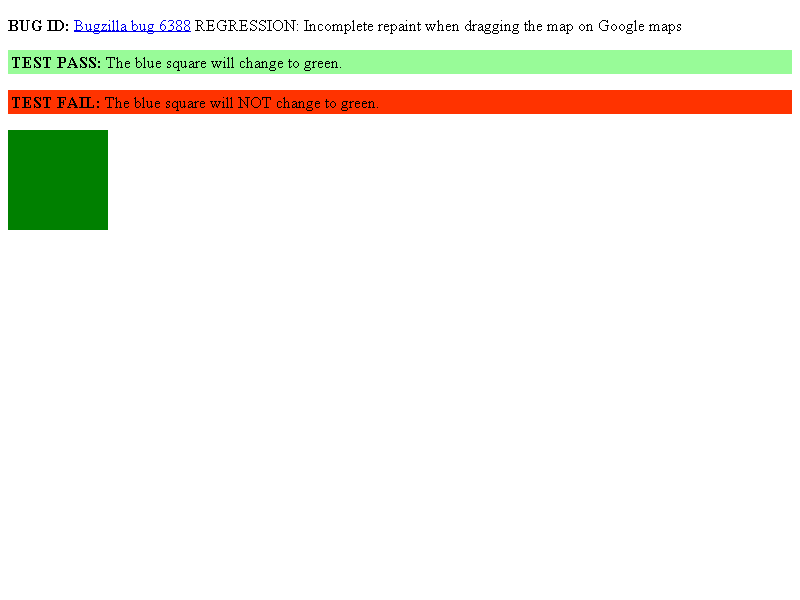 BUG ID: Bugzilla bug 6388 REGRESSION: Incomplete repaint when dragging the map on Google maps
TEST PASS: The blue square will change to green.
TEST FAIL: The blue square will NOT change to green.